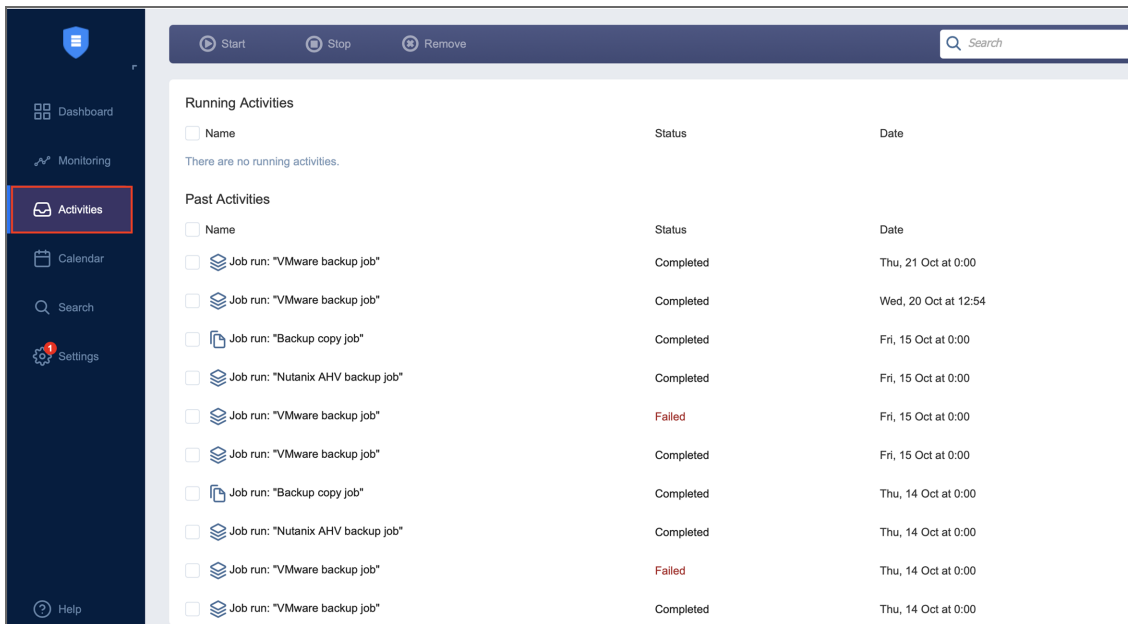 Start Stop Remove Search
Dashboard
Monitoring
Activities
Calendar
Search
1
Settings
Help
Running Activities
Name Status Date
There are no running activities.
Past Activities
Name Status Date
Job run: "VMware backup job" Completed Thu, 21 Oct at 0:00
Job run: "VMware backup job" Completed Wed, 20 Oct at 12:54
Job run: "Backup copy job" Completed Fri, 15 Oct at 0:00
Job run: "Nutanix AHV backup job" Completed Fri, 15 Oct at 0:00
Job run: "VMware backup job" Failed Fri, 15 Oct at 0:00
Job run: "VMware backup job" Completed Fri, 15 Oct at 0:00
Job run: "Backup copy job" Completed Thu, 14 Oct at 0:00
Job run: "Nutanix AHV backup job" Completed Thu, 14 Oct at 0:00
Job run: "VMware backup job" Failed Thu, 14 Oct at 0:00
Job run: "VMware backup job" Completed Thu, 14 Oct at 0:00